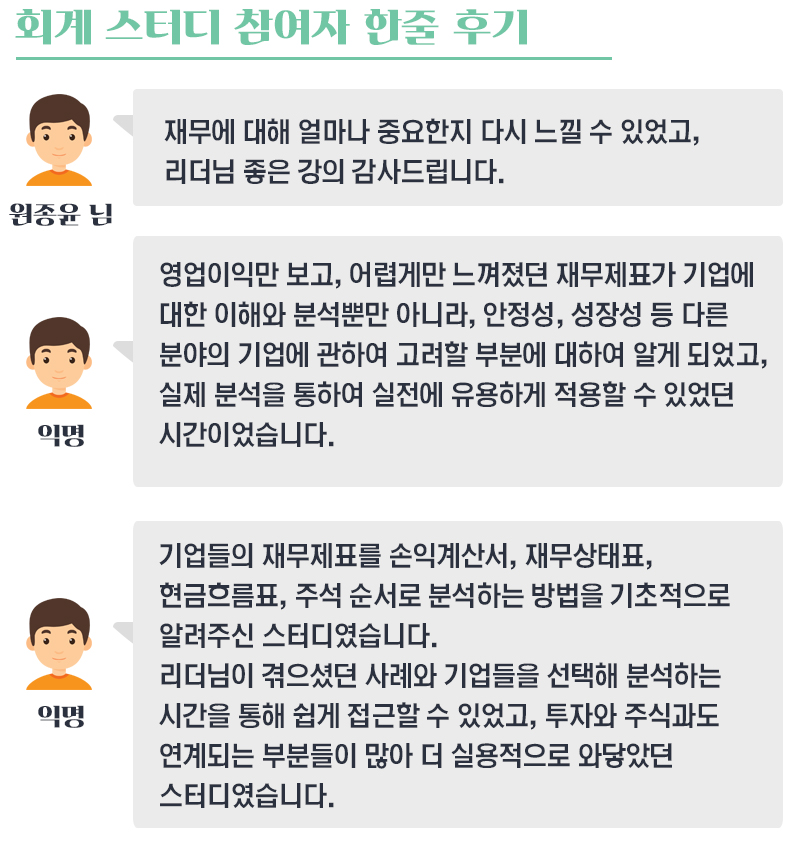 회계 스터디 참여자 한줄 후기
재무에 대해 얼마나 중요한지 다시 느낄 수 있었고,
리더님 좋은 강의 감사드립니다.
원종윤 님
영업이익만 보고, 어렵게만 느껴졌던 재무제표가 기업에
대한 이해와 분석뿐만 아니라, 안정성, 성장성 등 다른
분야의 기업에 관하여 고려할 부분에 대하여 알게 되었고,
실제 분석을 통하여 실전에 유용하게 적용할 수 있었던
시간이었습니다.
익명
기업들의 재무제표를 손익계산서, 재무상태표,
현금흐름표, 주석 순서로 분석하는 방법을 기초적으로
알려주신 스터디였습니다.
리더님이 겪으셨던 사례와 기업들을 선택해 분석하는
시간을 통해 쉽게 접근할 수 있었고, 투자와 주식과도
연계되는 부분들이 많아 더 실용적으로 와닿았던
스터디였습니다.
익명